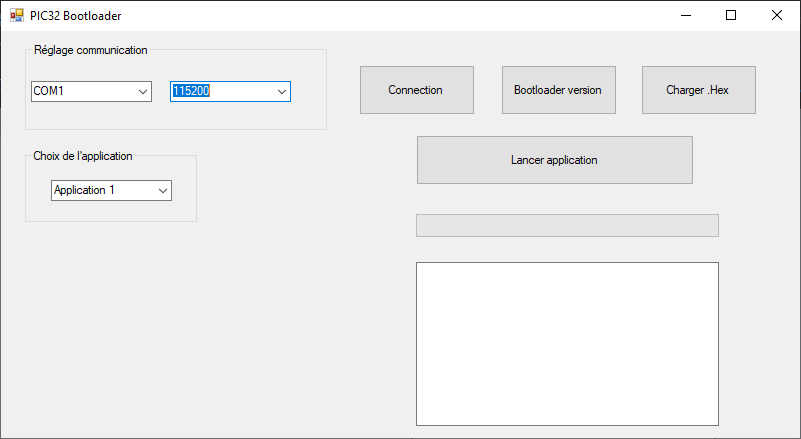 PIC32 Bootloader
Réglage communication
COM1
115200
Connection
Bootloader version
Charger .Hex
Lancer application
Choix de l'application
Application 1